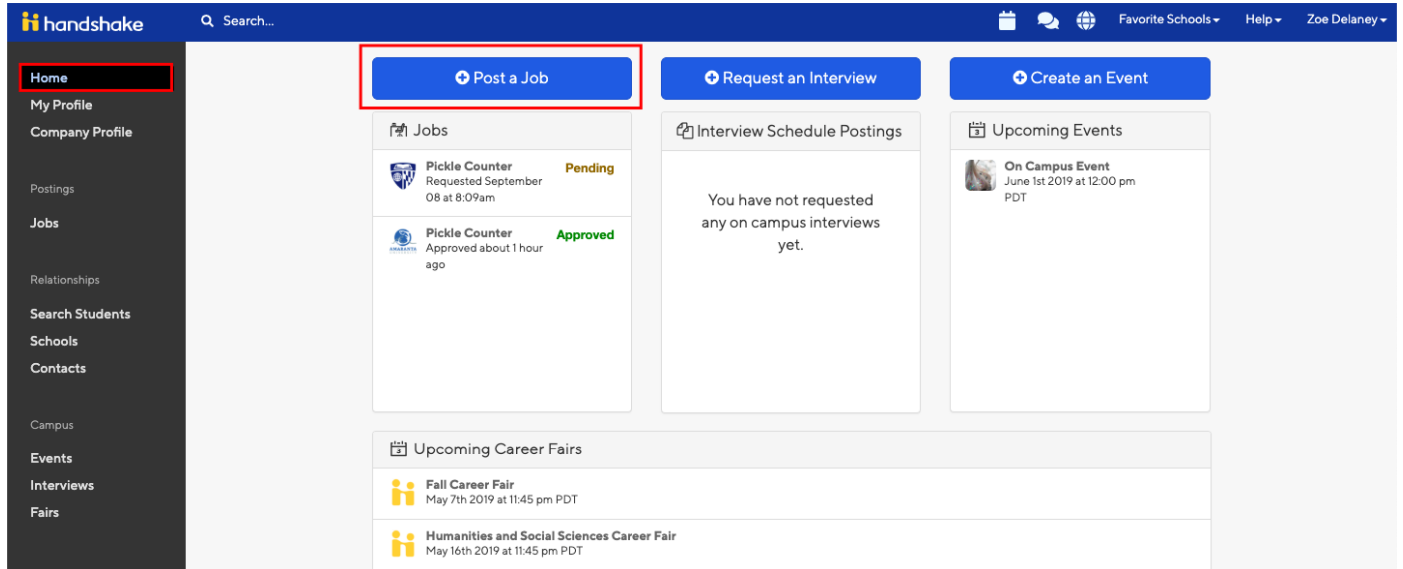 handshake
Search...
Favorite Schools
Help
Zoe Delaney
Home
My Profile
Company Profile
Postings
Jobs
Relationships
Search Students
Schools
Contacts
Campus
Events
Interviews
Fairs
Post a Job
Request an Interview
Create an Event
Jobs
Pickle Counter
Pending
Requested September
08 at 8:09am
Pickle Counter
Approved
Approved about 1 hour
ago
Interview Schedule Postings
You have not requested
any on campus interviews
yet.
Upcoming Events
On Campus Event
June 1st 2019 at 12:00 pm
PDT
Upcoming Career Fairs
Fall Career Fair
May 7th 2019 at 11:45 pm PDT
Humanities and Social Sciences Career Fair
May 16th 2019 at 11:45 pm PDT